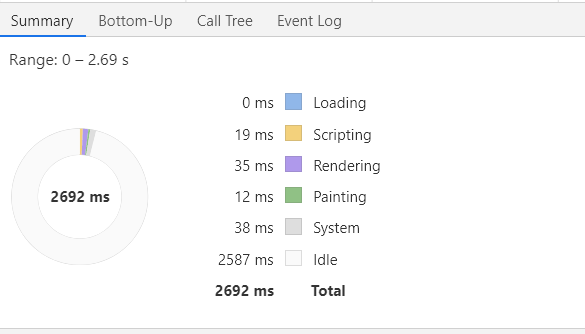 Summary Bottom-Up Call Tree Event Log
Range: 0 – 2.69 s
0 ms Loading
19 ms Scripting
35 ms Rendering
2692 ms
12 ms Painting
38 ms System
2587 ms Idle
2692 ms Total